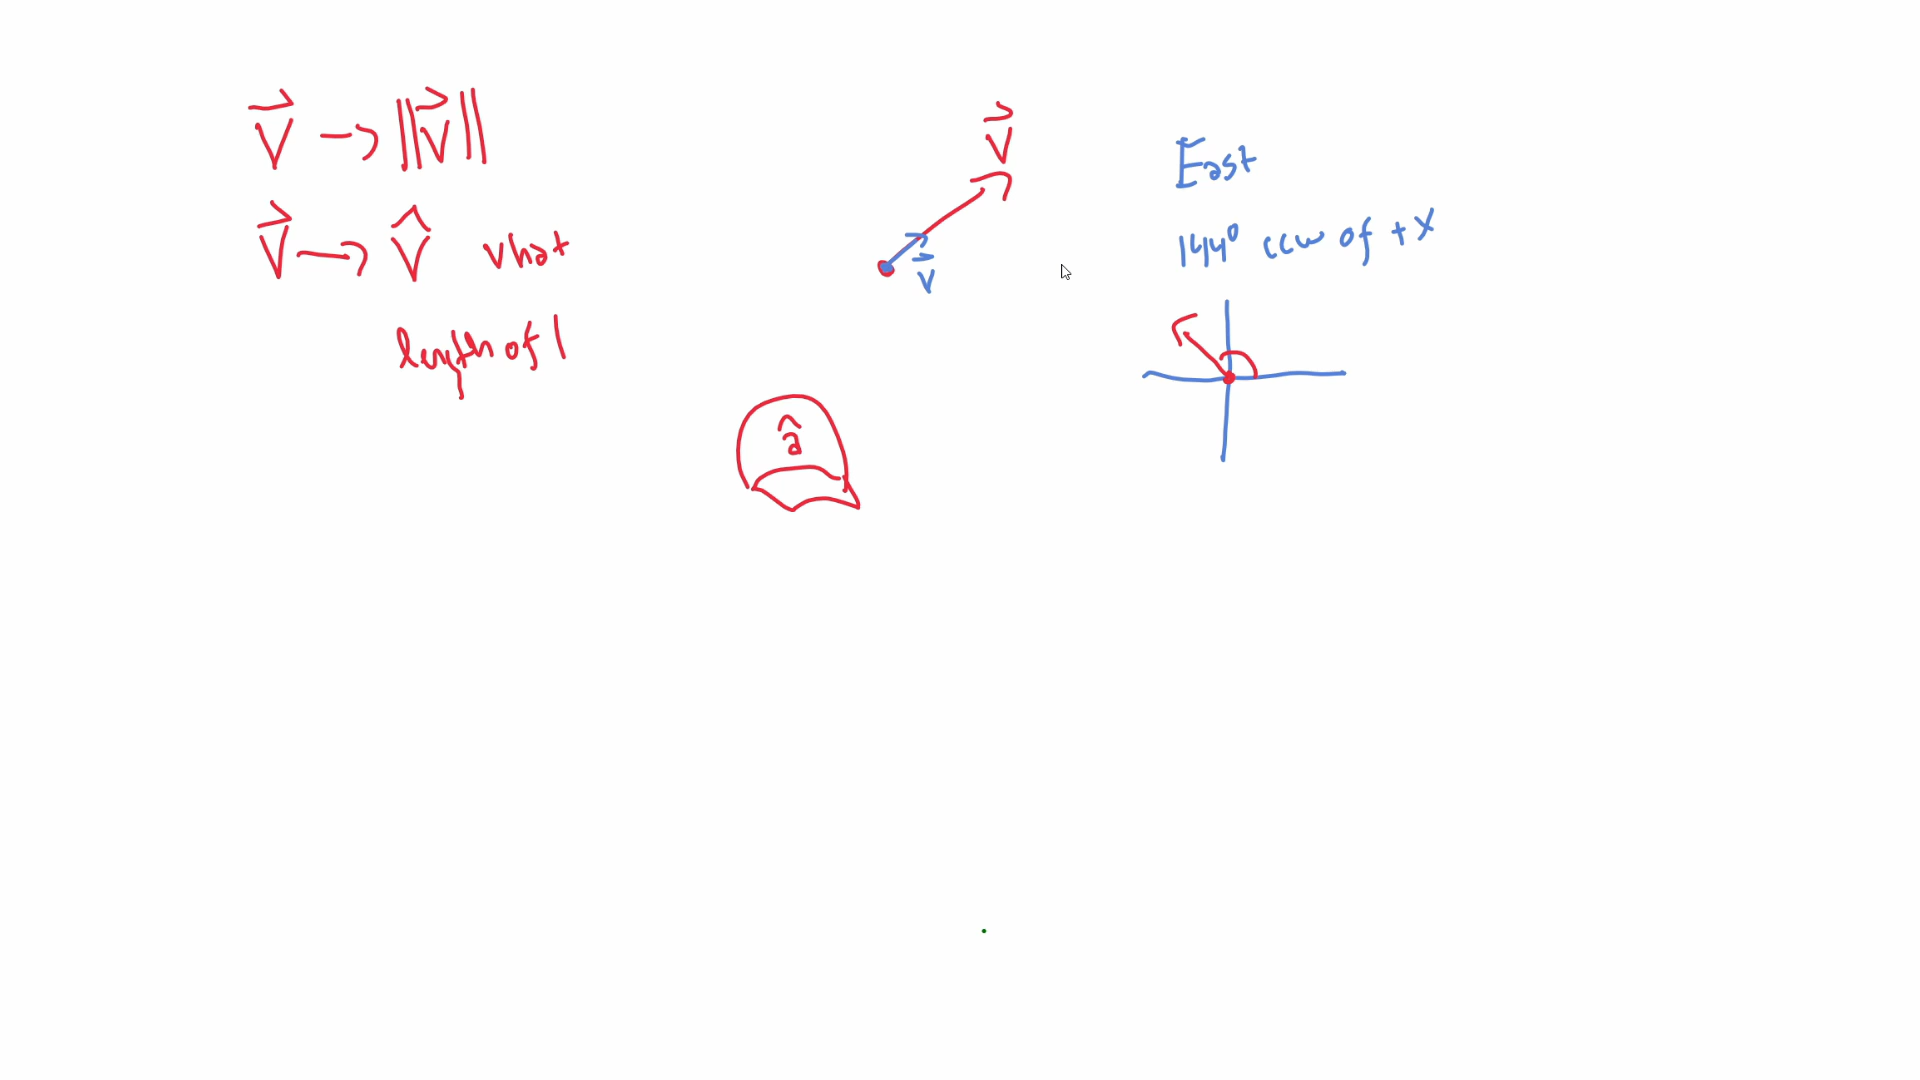 v⃗ → ‖v⃗‖
v⃗ → v̂ vhat
length of 1
v⃗
v⃗
â
East
144° ccw of +x